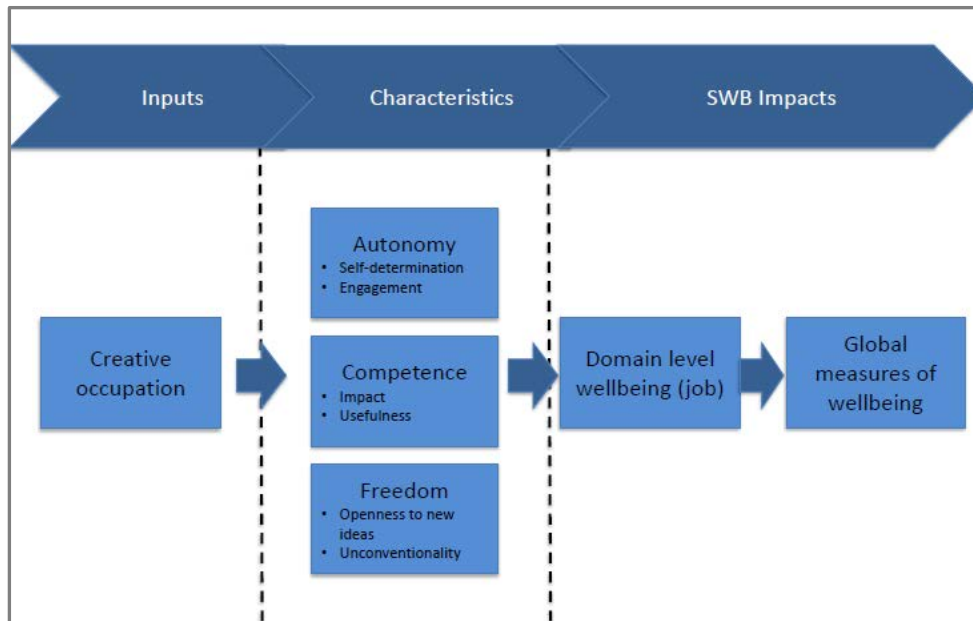 Inputs
Characteristics
SWB Impacts
Creative
occupation
Autonomy
• Self-determination
• Engagement
Competence
• Impact
• Usefulness
Freedom
• Openness to new
ideas
• Unconventionality
Domain level
wellbeing (job)
Global
measures of
wellbeing